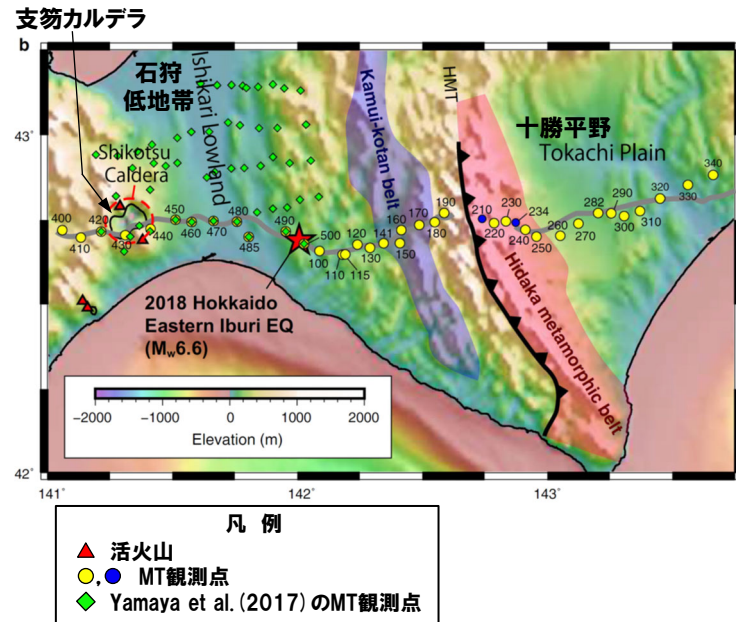 支笏カルデラ
b
石狩
低地帯
Ishikari Lowland
Kamui-kotan belt
HMT
十勝平野
Tokachi Plain
Shikotsu
Caldera
43°
400
410
420
430
440
450
460
470
476
485
490
500
100
110
115
120
130
141
150
160
170
180
190
210
220
230
234
240
250
260
270
282
290
300
310
320
330
340
2018 Hokkaido
Eastern Iburi EQ
(Mw6.6)
Hidaka metamorphic belt
−2000 −1000 0 1000 2000
Elevation (m)
42°
141° 142° 143°
凡 例
活火山
, MT観測点
Yamaya et al.(2017)のMT観測点